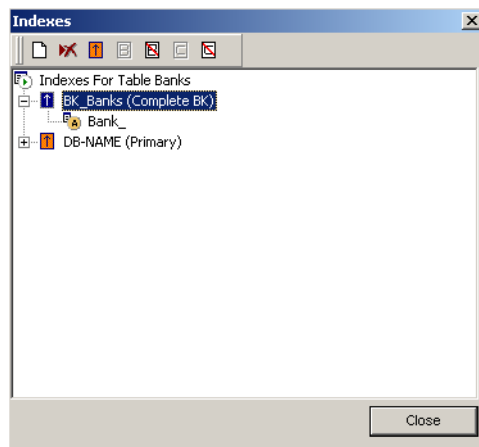 Indexes
Indexes For Table Banks
BK_Banks (Complete BK)
Bank_
DB-NAME (Primary)
Close